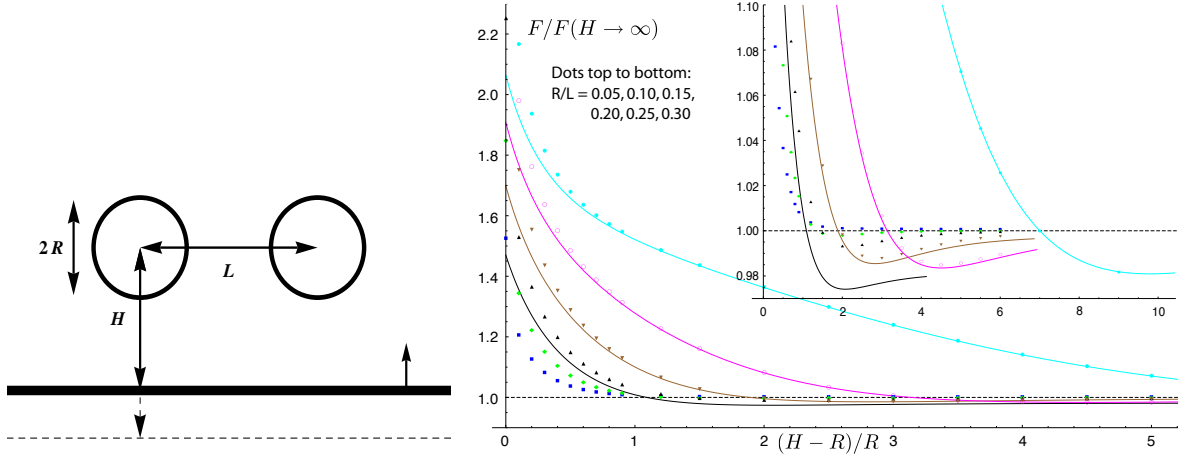 2 R
L
H
F/F(H → ∞)
Dots top to bottom:
R/L = 0.05, 0.10, 0.15,
0.20, 0.25, 0.30
2.2
2.0
1.8
1.6
1.4
1.2
1.0
0 1 2 3 4 5
(H − R)/R
1.10
1.08
1.06
1.04
1.02
1.00
0.98
0 2 4 6 8 10